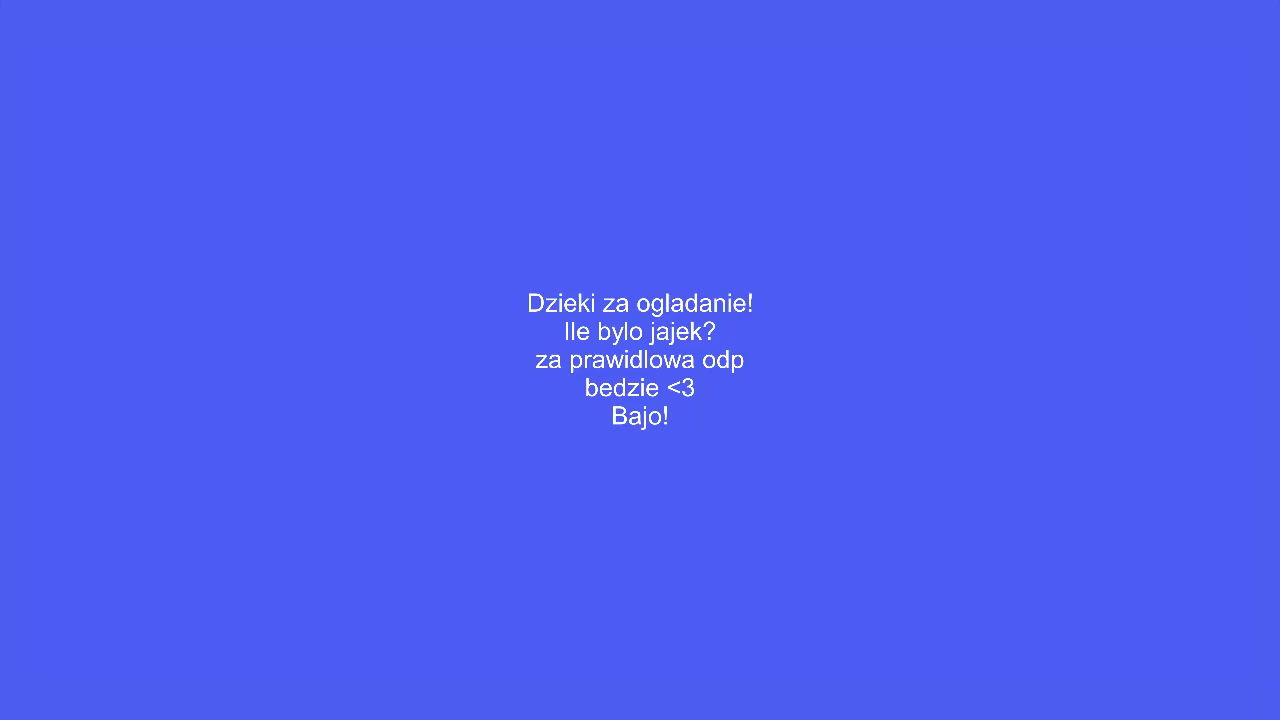 Dzieki za ogladanie!
Ile bylo jajek?
za prawidlowa odp
bedzie <3
Bajo!